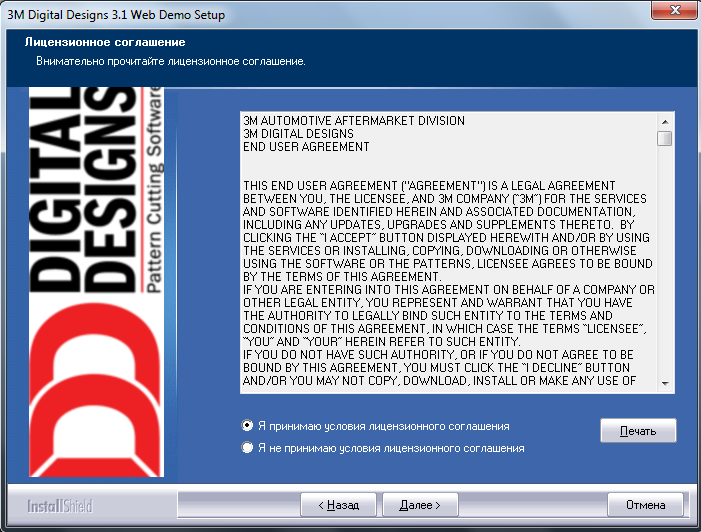 3M Digital Designs 3.1 Web Demo Setup
Лицензионное соглашение
Внимательно прочитайте лицензионное соглашение.
DIGITAL
DESIGNS
Pattern Cutting Software
3M AUTOMOTIVE AFTERMARKET DIVISION
3M DIGITAL DESIGNS
END USER AGREEMENT
THIS END USER AGREEMENT ("AGREEMENT") IS A LEGAL AGREEMENT
BETWEEN YOU, THE LICENSEE, AND 3M COMPANY ("3M") FOR THE SERVICES
AND SOFTWARE IDENTIFIED HEREIN AND ASSOCIATED DOCUMENTATION,
INCLUDING ANY UPDATES, UPGRADES AND SUPPLEMENTS THERETO.  BY
CLICKING THE "I ACCEPT" BUTTON DISPLAYED HEREWITH AND/OR BY USING
THE SERVICES OR INSTALLING, COPYING, DOWNLOADING OR OTHERWISE
USING THE SOFTWARE OR THE PATTERNS, LICENSEE AGREES TO BE BOUND
BY THE TERMS OF THIS AGREEMENT.
IF YOU ARE ENTERING INTO THIS AGREEMENT ON BEHALF OF A COMPANY OR
OTHER LEGAL ENTITY, YOU REPRESENT AND WARRANT THAT YOU HAVE
THE AUTHORITY TO LEGALLY BIND SUCH ENTITY TO THE TERMS AND
CONDITIONS OF THIS AGREEMENT, IN WHICH CASE THE TERMS "LICENSEE",
"YOU" AND "YOUR" HEREIN REFER TO SUCH ENTITY.
IF YOU DO NOT HAVE SUCH AUTHORITY, OR IF YOU DO NOT AGREE TO BE
BOUND BY THIS AGREEMENT, YOU MUST CLICK THE "I DECLINE" BUTTON
AND/OR YOU MAY NOT COPY, DOWNLOAD, INSTALL OR MAKE ANY USE OF
Я принимаю условия лицензионного соглашения
Я не принимаю условия лицензионного соглашения
Печать
InstallShield
< Назад
Далее >
Отмена